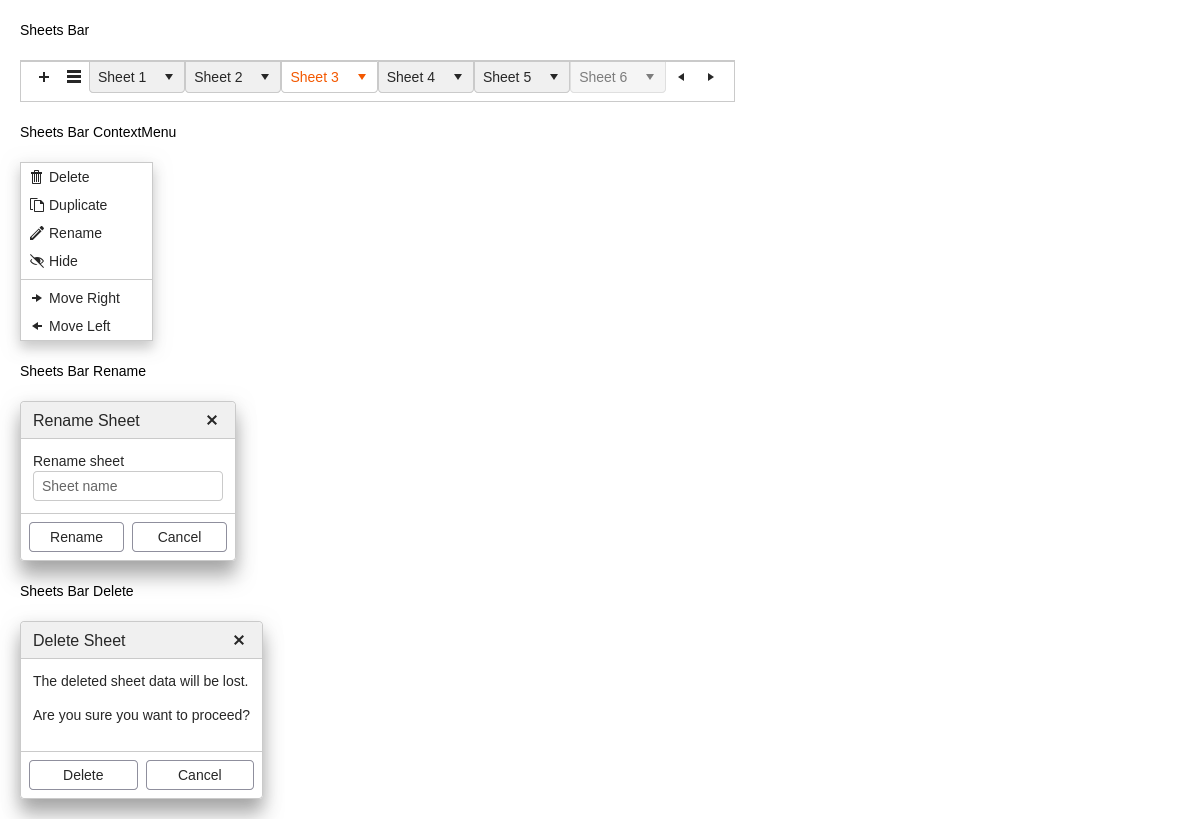 Sheets Bar
Sheet 1 Sheet 2 Sheet 3 Sheet 4 Sheet 5 Sheet 6
Sheets Bar ContextMenu
Delete
Duplicate
Rename
Hide
Move Right
Move Left
Sheets Bar Rename
Rename Sheet
Rename sheet
Sheet name
Rename Cancel
Sheets Bar Delete
Delete Sheet
The deleted sheet data will be lost.
Are you sure you want to proceed?
Delete Cancel